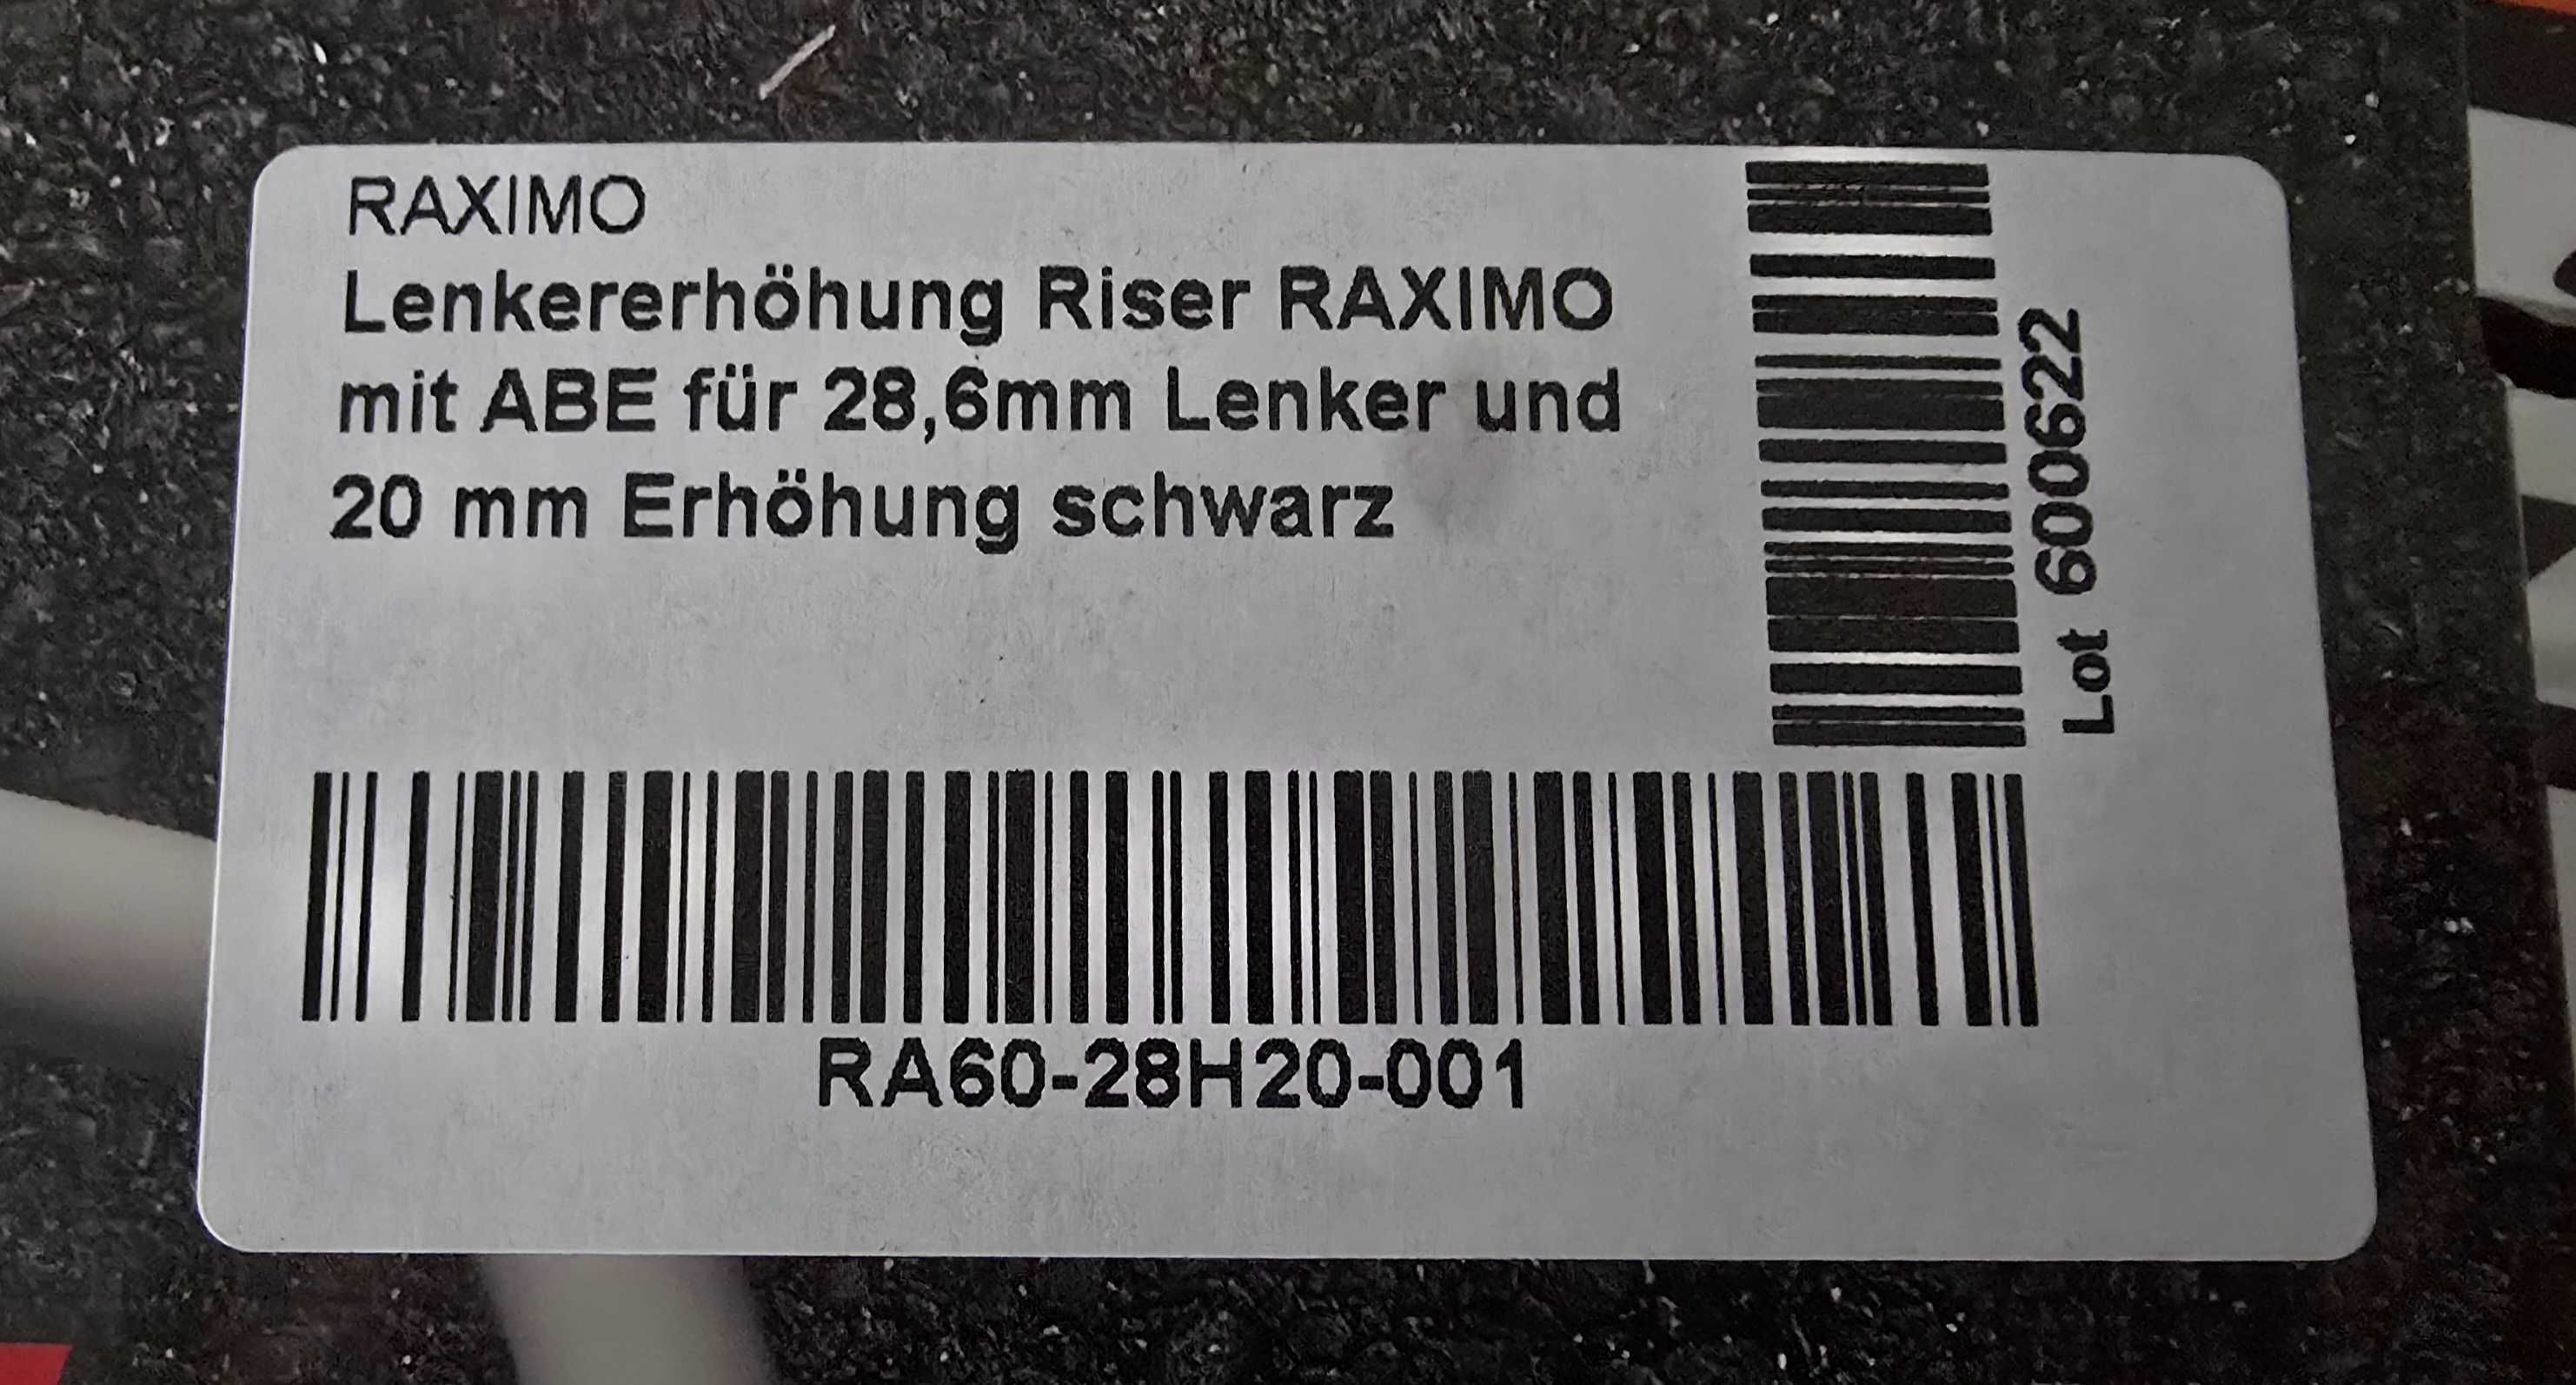 RAXIMO
Lenkererhöhung Riser RAXIMO
mit ABE für 28,6mm Lenker und
20 mm Erhöhung schwarz
Lot 600622
RA60-28H20-001